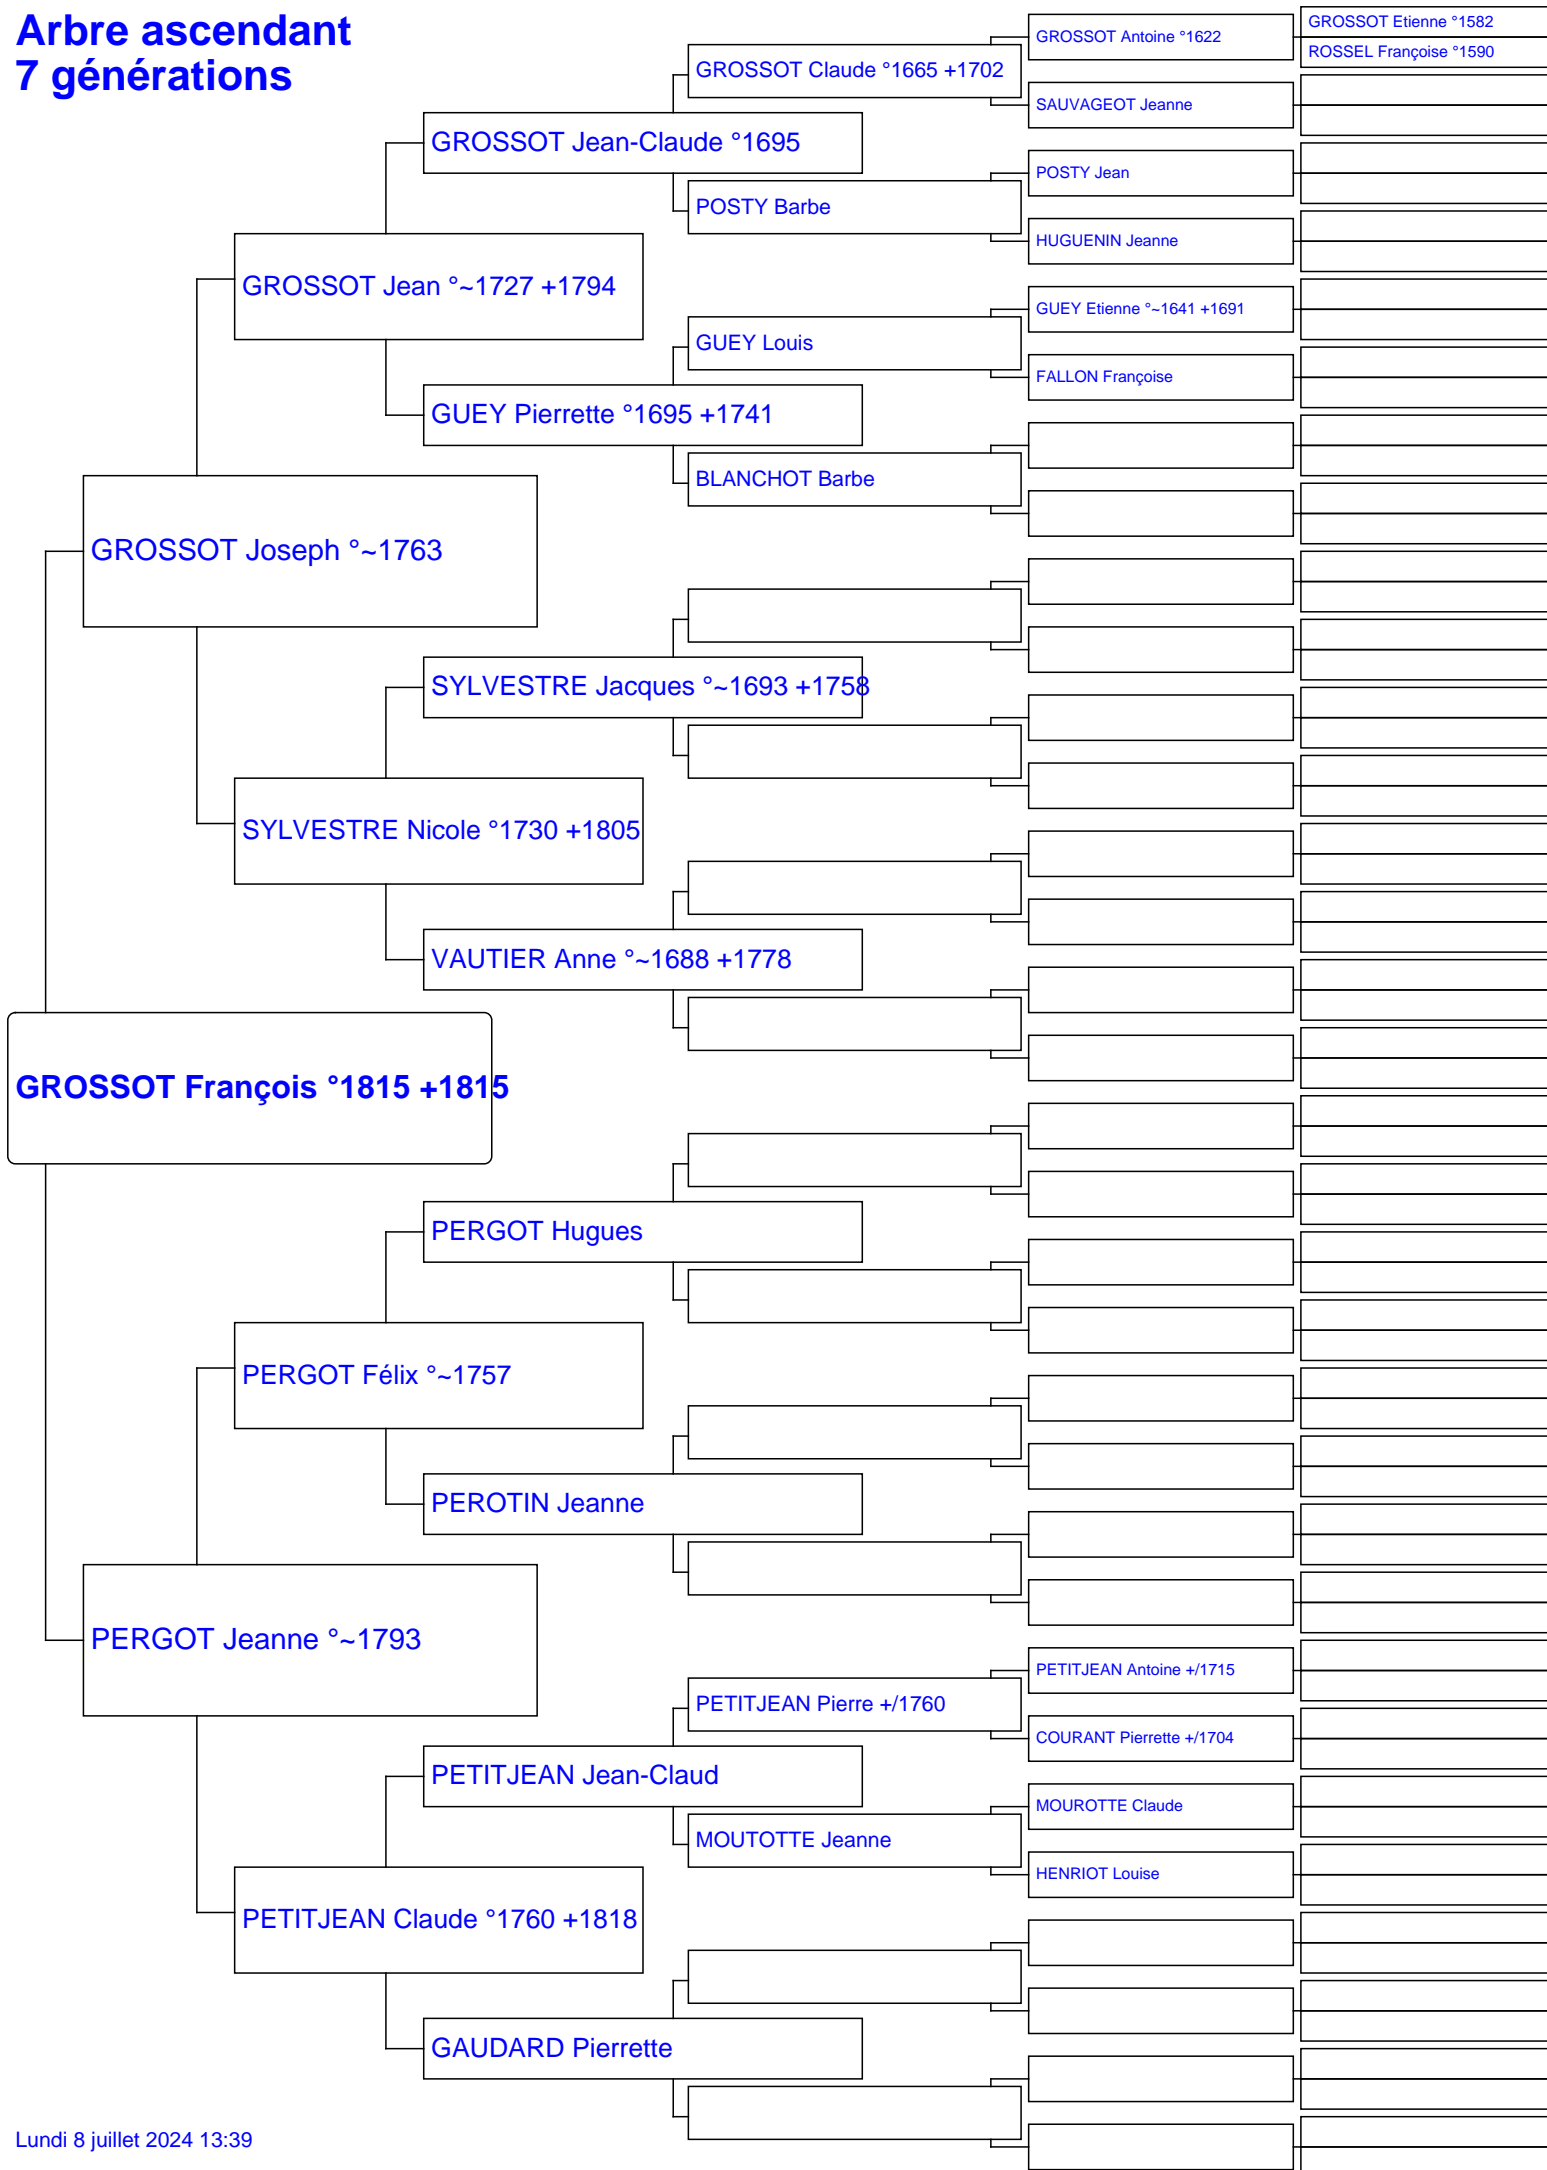 Arbre ascendant
7 générations
GROSSOT Etienne °1582
GROSSOT Antoine °1622
ROSSEL Françoise °1590
GROSSOT Claude °1665 +1702
SAUVAGEOT Jeanne
GROSSOT Jean-Claude °1695
POSTY Jean
POSTY Barbe
HUGUENIN Jeanne
GROSSOT Jean °~1727 +1794
GUEY Etienne °~1641 +1691
GUEY Louis
FALLON Françoise
GUEY Pierrette °1695 +1741
BLANCHOT Barbe
GROSSOT Joseph °~1763
SYLVESTRE Jacques °~1693 +1758
SYLVESTRE Nicole °1730 +1805
VAUTIER Anne °~1688 +1778
GROSSOT François °1815 +1815
PERGOT Hugues
PERGOT Félix °~1757
PEROTIN Jeanne
PERGOT Jeanne °~1793
PETITJEAN Antoine +/1715
PETITJEAN Pierre +/1760
COURANT Pierrette +/1704
PETITJEAN Jean-Claud
MOUROTTE Claude
MOUTOTTE Jeanne
HENRIOT Louise
PETITJEAN Claude °1760 +1818
GAUDARD Pierrette
Lundi 8 juillet 2024 13:39